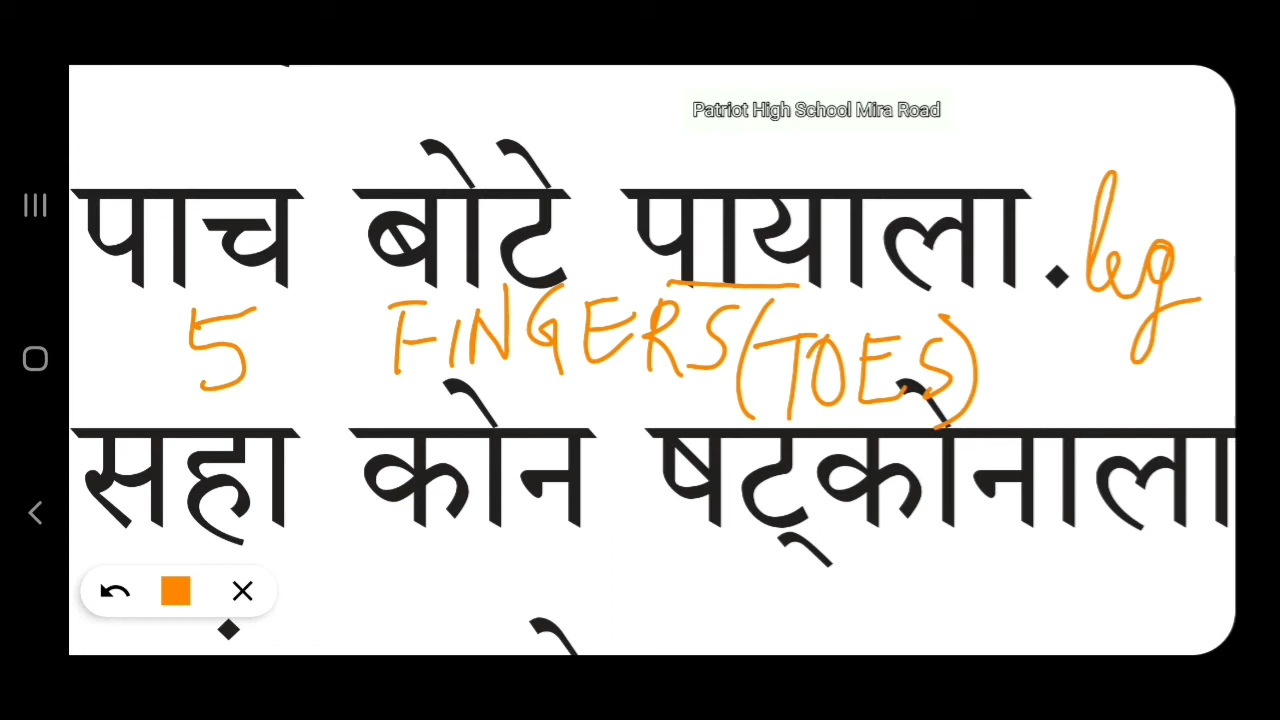 Patriot High School Mira Road
पाच बोटे पायाला. leg
5 FINGERS (TOES)
सहा कोन षट्कोनाला